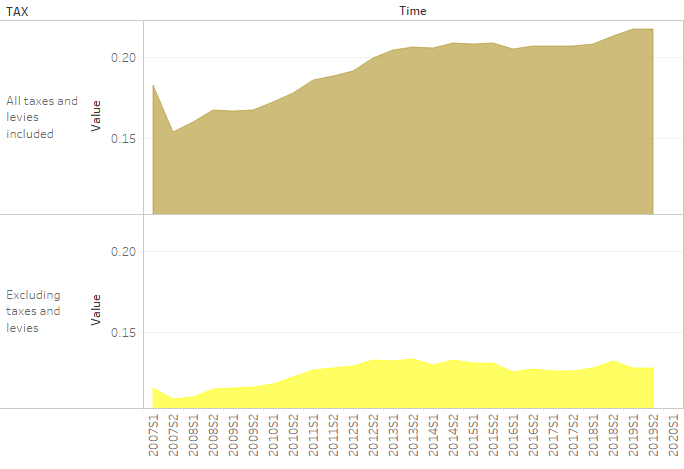 TAX
Time
All taxes and
levies
included
Value
0.20
0.15
Excluding
taxes and
levies
Value
0.20
0.15
2007S1
2007S2
2008S1
2008S2
2009S1
2009S2
2010S1
2010S2
2011S1
2011S2
2012S1
2012S2
2013S1
2013S2
2014S1
2014S2
2015S1
2015S2
2016S1
2016S2
2017S1
2017S2
2018S1
2018S2
2019S1
2019S2
2020S1